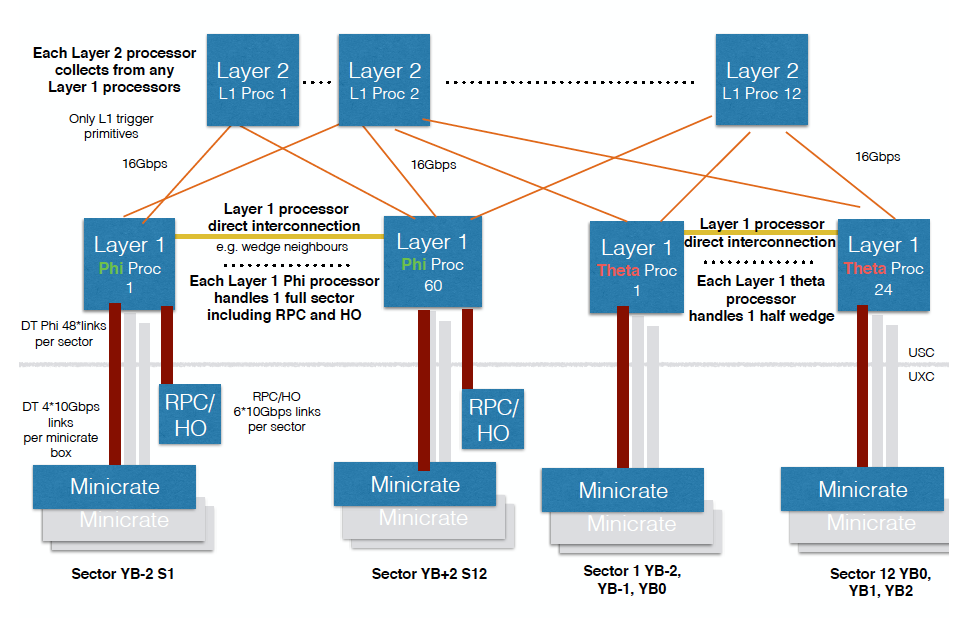 Each Layer 2 processor
collects from any
Layer 1 processors
Only L1 trigger
primitives
Layer 2
L1 Proc 1
Layer 2
L1 Proc 2
Layer 2
L1 Proc 12
16Gbps
16Gbps
16Gbps
Layer 1
Phi Proc
1
Layer 1 processor
direct interconnection
e.g. wedge neighbours
Each Layer 1 Phi processor
handles 1 full sector
including RPC and HO
Layer 1
Phi Proc
60
Layer 1
Theta Proc
1
Layer 1 processor
direct interconnection
Each Layer 1 theta
processor
handles 1 half wedge
Layer 1
Theta Proc
24
DT Phi 48*links
per sector
USC
UXC
DT 4*10Gbps
links
per minicrate
box
RPC/
HO
RPC/HO
6*10Gbps links
per sector
RPC/
HO
Minicrate
Minicrate
Minicrate
Minicrate
Minicrate
Minicrate
Minicrate
Minicrate
Sector YB-2 S1
Sector YB+2 S12
Sector 1 YB-2,
YB-1, YB0
Sector 12 YB0,
YB1, YB2